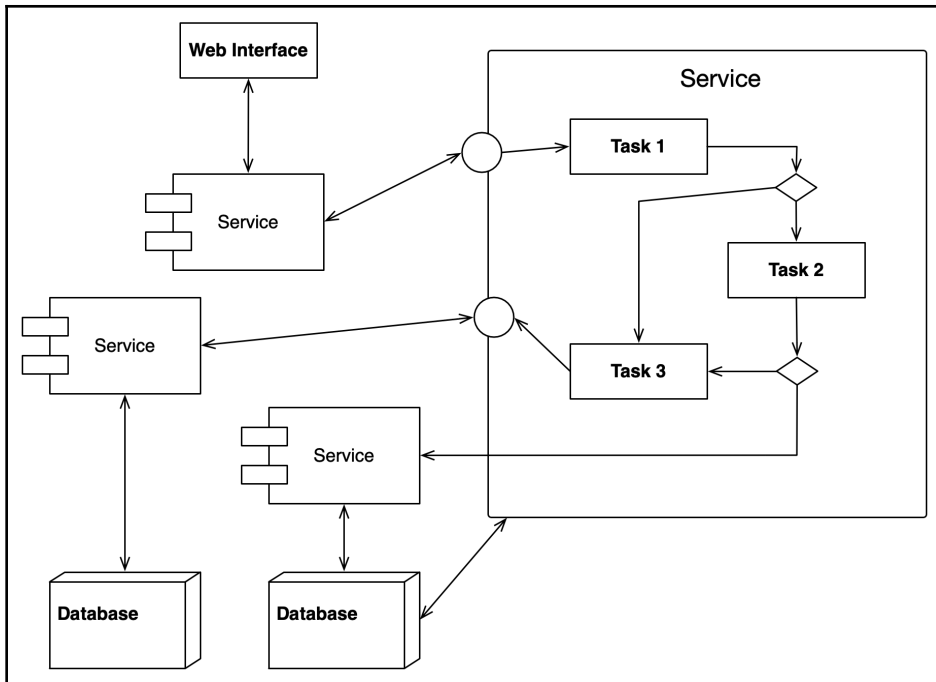 Web Interface
Service
Task 1
Service
Task 2
Service
Task 3
Service
Database
Database